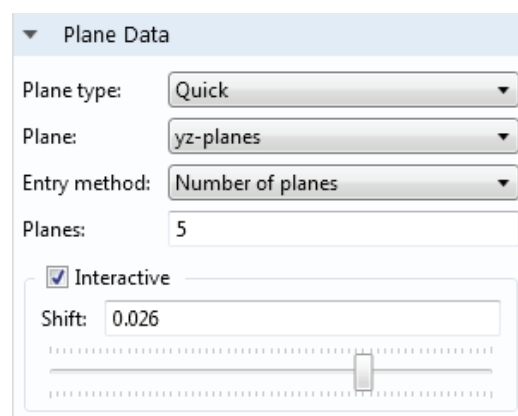 Plane Data
Plane type: Quick
Plane: yz-planes
Entry method: Number of planes
Planes: 5
Interactive
Shift: 0.026